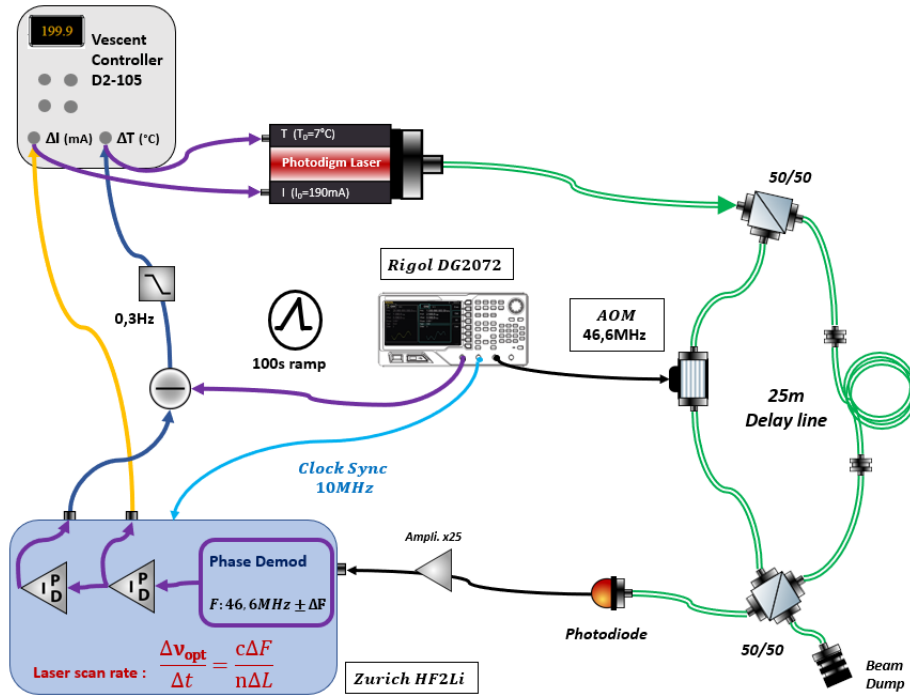 199.9
Vescent
Controller
D2-105
ΔI (mA)
ΔT (°C)
T (T₀=7°C)
Photodigm Laser
I (I₀=190mA)
50/50
0,3Hz
100s ramp
Rigol DG2072
AOM
46,6MHz
25m
Delay line
Clock Sync
10MHz
Ampli. x25
Phase Demod
F: 46, 6MHz ± ΔF
P
I
D
P
I
D
Photodiode
50/50
Beam
Dump
Laser scan rate : Δνopt/Δt = cΔF/nΔL
Zurich HF2Li